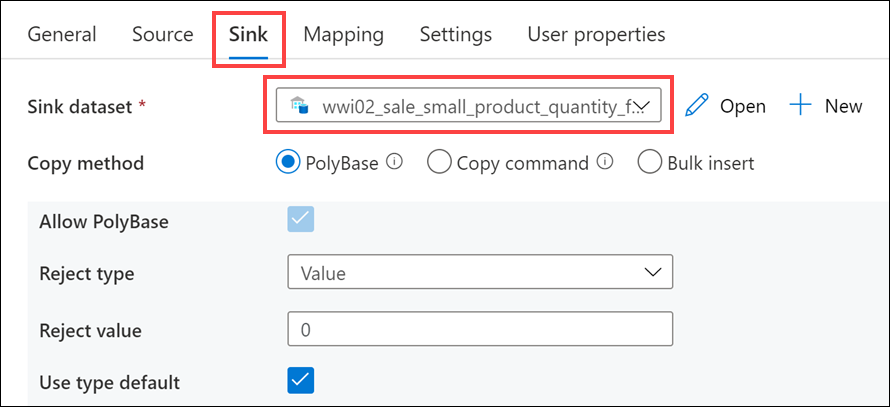 General Source Sink Mapping Settings User properties
Sink dataset * wwi02_sale_small_product_quantity_f... Open New
Copy method PolyBase Copy command Bulk insert
Allow PolyBase
Reject type Value
Reject value 0
Use type default